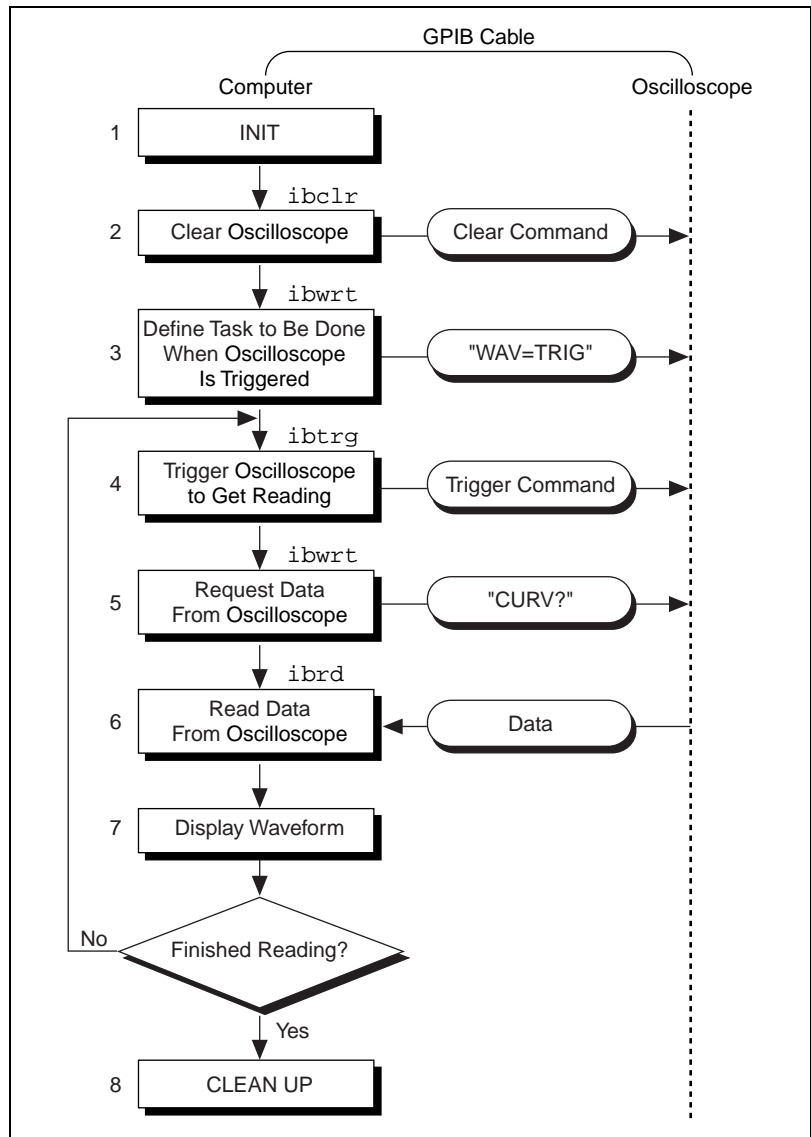 GPIB Cable
Computer
Oscilloscope
1
INIT
ibclr
2
Clear Oscilloscope
Clear Command
ibwrt
3
Define Task to Be Done
When Oscilloscope
Is Triggered
"WAV=TRIG"
ibtrg
4
Trigger Oscilloscope
to Get Reading
Trigger Command
ibwrt
5
Request Data
From Oscilloscope
"CURV?"
ibrd
6
Read Data
From Oscilloscope
Data
7
Display Waveform
No
Finished Reading?
Yes
8
CLEAN UP